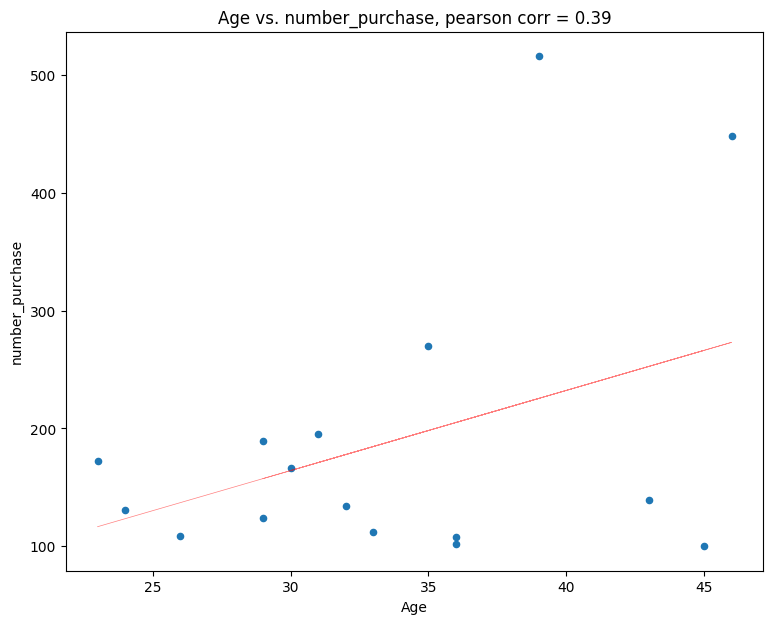 Age vs. number_purchase, pearson corr = 0.39
500
400
300
200
100
number_purchase
25 30 35 40 45
Age